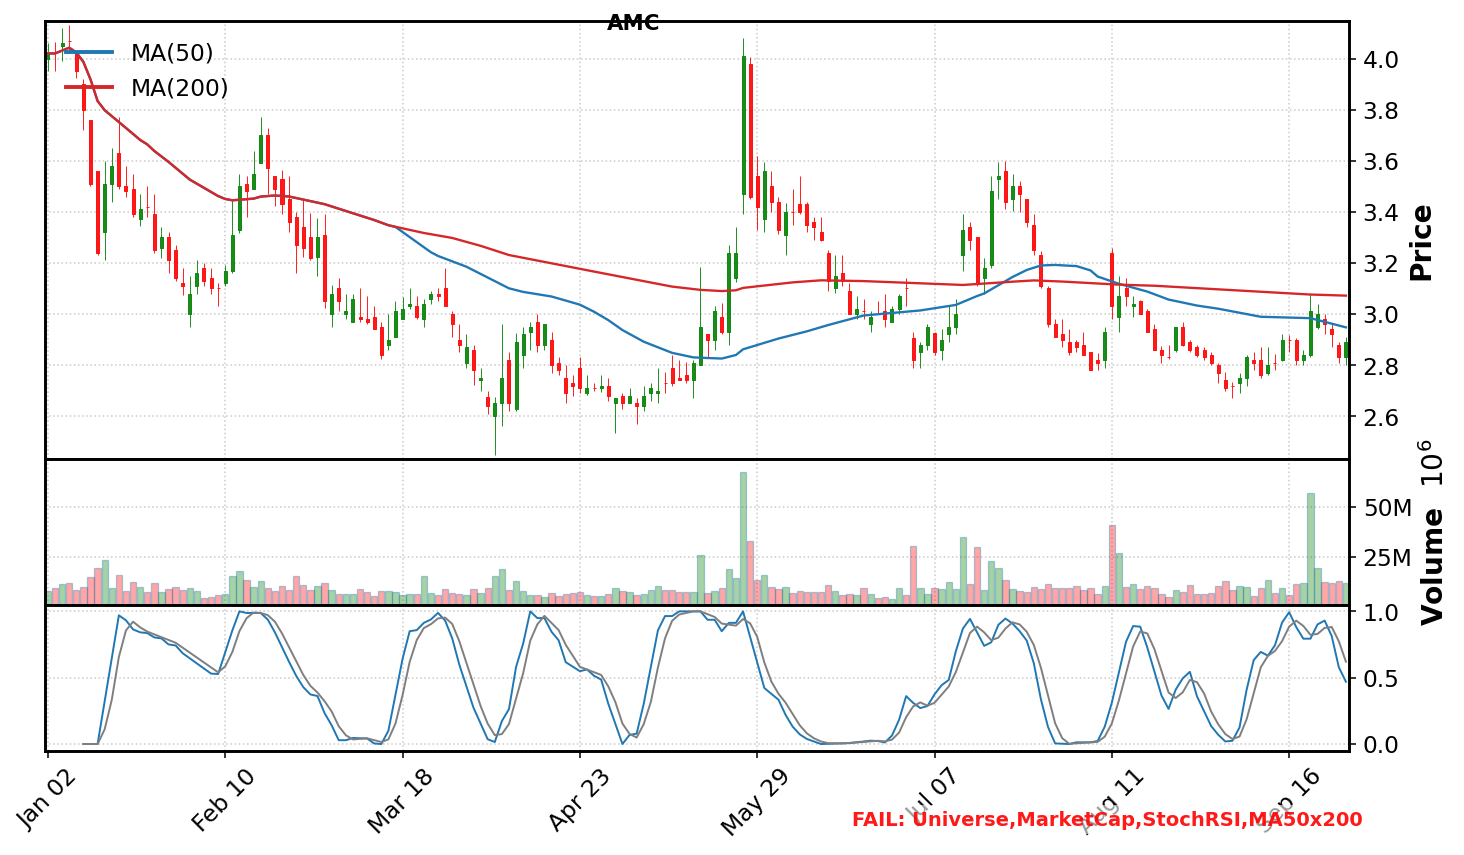 AMC
MA(50)
MA(200)
4.0
3.8
3.6
3.4
3.2
3.0
2.8
2.6
Price
50M
25M
Volume 10^6
1.0
0.5
0.0
Jan 02
Feb 10
Mar 18
Apr 23
May 29
Jul 07
Aug 11
Sep 16
FAIL: Universe,MarketCap,StochRSI,MA50x200